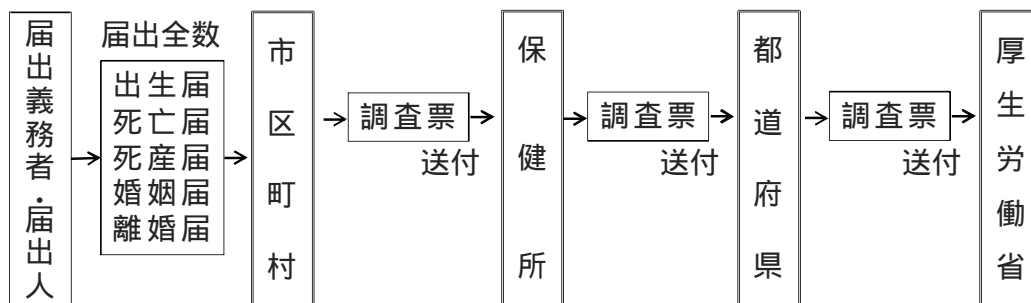 届出義務者・届出人
届出全数
出生届
死亡届
死産届
婚姻届
離婚届
市区町村
調査票
送付
保健所
調査票
送付
都道府県
調査票
送付
厚生労働省